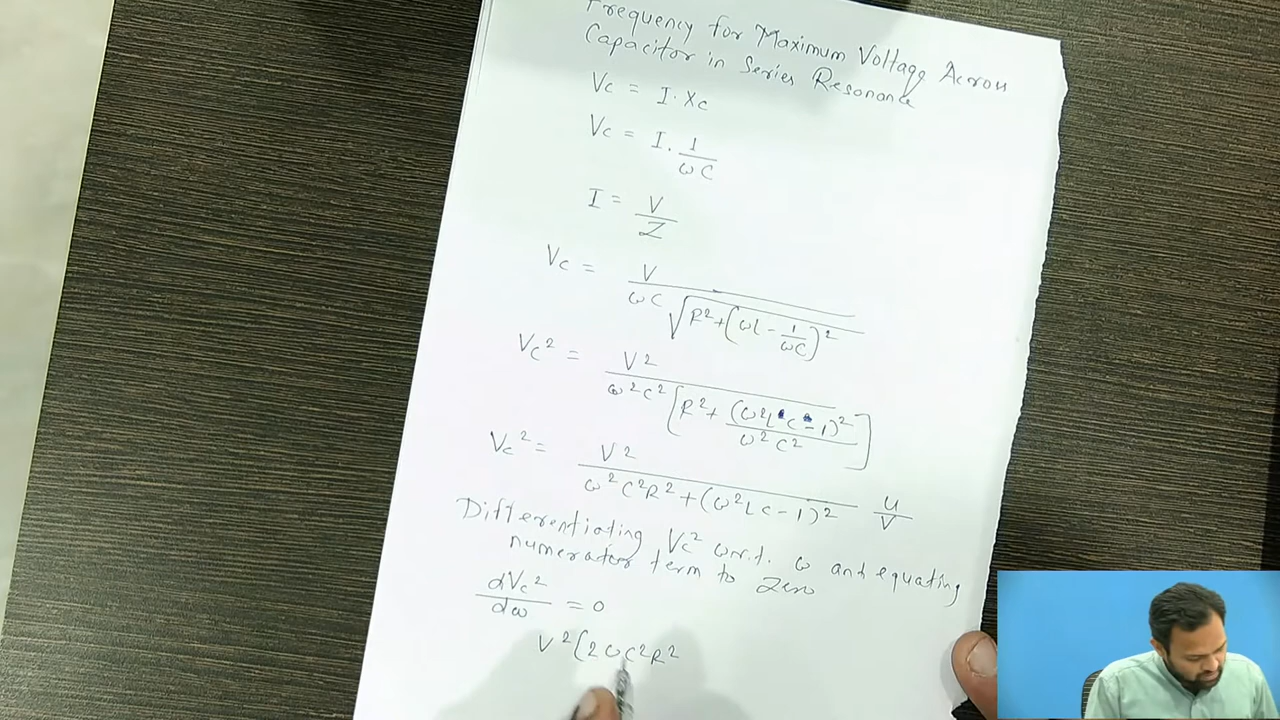 Frequency for Maximum Voltage Across
Capacitor in Series Resonance
Vc = I. Xc
Vc = I. 1/ωC
I = V/Z
Vc = V/(ωC √(R²+(ωL - 1/ωC)²))
Vc² = V²/(ω²C² [R² + (ω²LC - 1)²/ω²C²])
Vc² = V²/(ω²C²R² + (ω²LC - 1)²) U/V
Differentiating Vc² w.r.t. ω and equating
numerator term to Zero
dVc²/dω = 0
V² (2ωC²R²